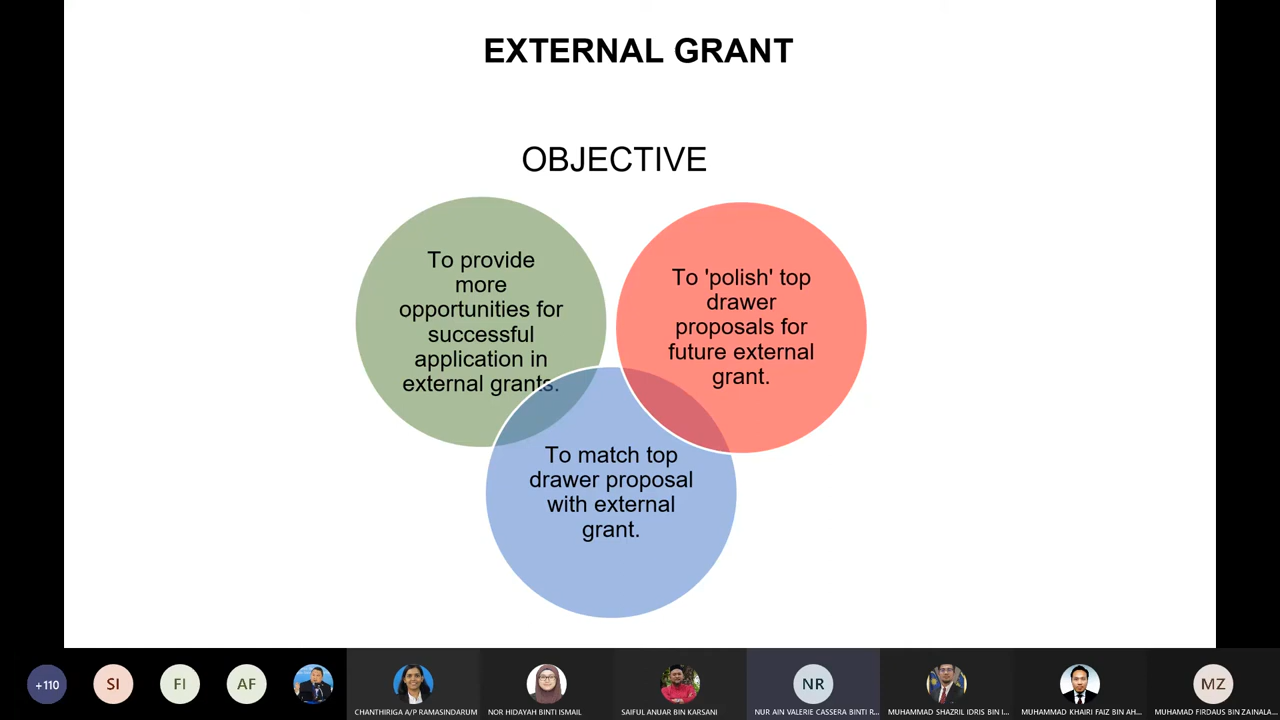 EXTERNAL GRANT
OBJECTIVE
To provide
more
opportunities for
successful
application in
external grants.
To 'polish' top
drawer
proposals for
future external
grant.
To match top
drawer proposal
with external
grant.
+110
SI
FI
AF
CHANTHIRIGA A/P RAMASINDARUM
NOR HIDAYAH BINTI ISMAIL
SAIFUL ANUAR BIN KARSANI
NR
NUR AIN VALERIE CASSERA BINTI R...
MUHAMMAD SHAZRIL IDRIS BIN I...
MUHAMMAD KHAIRI FAIZ BIN AH...
MZ
MUHAMAD FIRDAUS BIN ZAINALA...